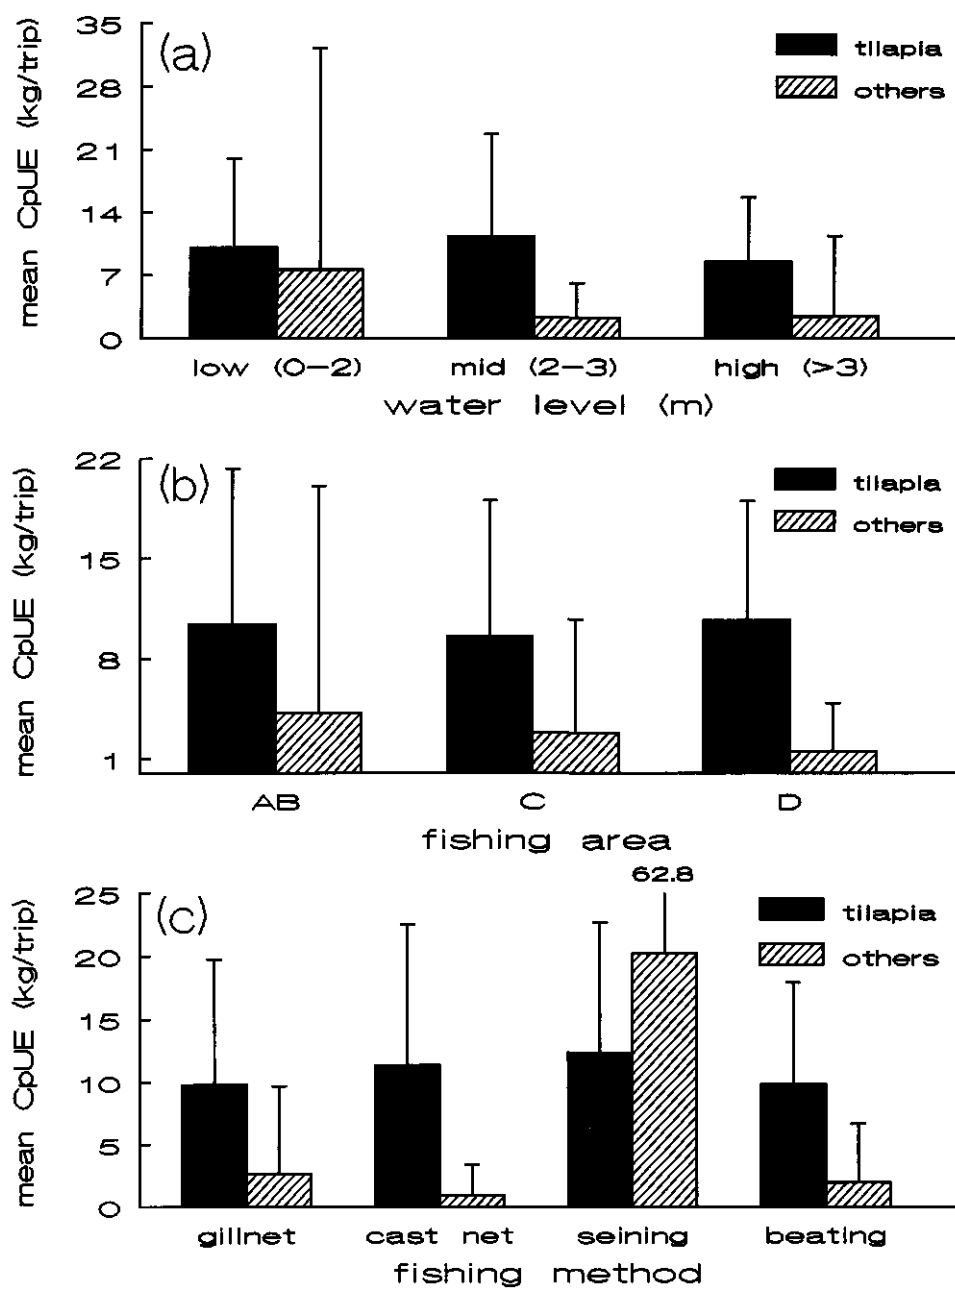 35
(a)
tilapia
28
others
21
14
7
0
mean CpUE (kg/trip)
low (0-2) mid (2-3) high (>3)
water level (m)
22
(b)
tilapia
others
15
8
1
mean CpUE (kg/trip)
AB C D
fishing area
62.8
25
(c)
tilapia
20
others
15
10
5
0
mean CpUE (kg/trip)
gillnet cast net seining beating
fishing method